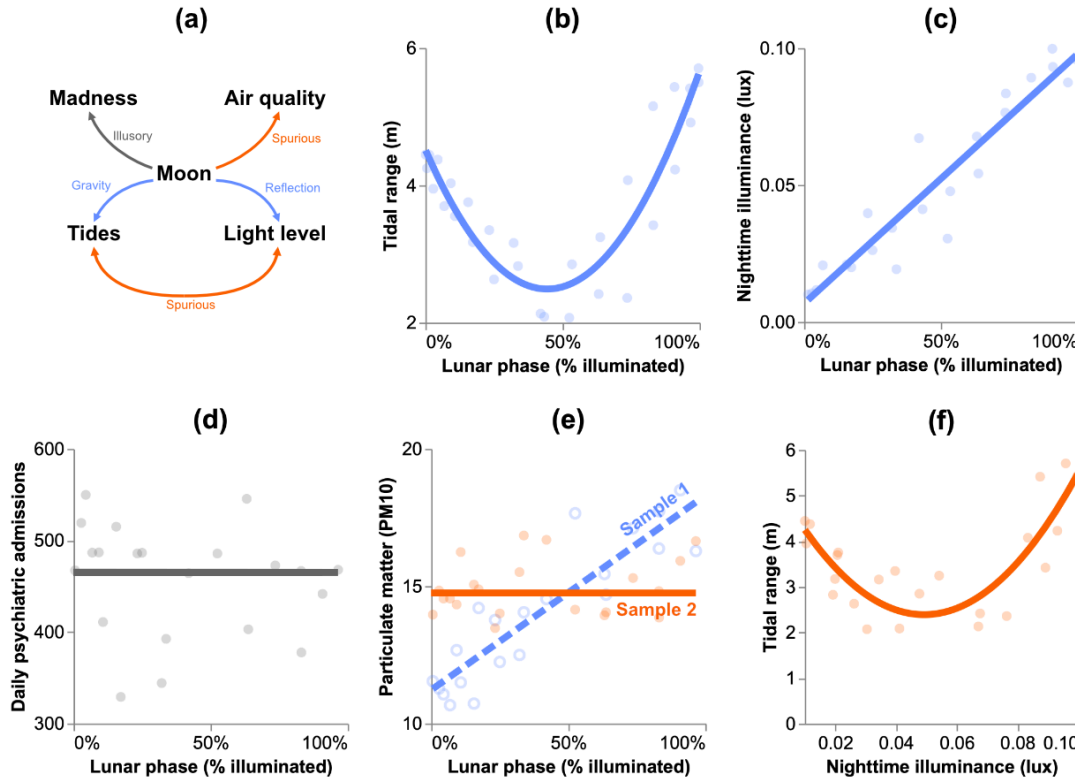 (a)
Madness
Air quality
Illusory
Spurious
Moon
Gravity
Reflection
Tides
Light level
Spurious
(b)
6
4
2
Tidal range (m)
0%
50%
100%
Lunar phase (% illuminated)
(c)
0.10
0.05
0.00
Nighttime illuminance (lux)
0%
50%
100%
Lunar phase (% illuminated)
(d)
600
500
400
300
Daily psychiatric admissions
0%
50%
100%
Lunar phase (% illuminated)
(e)
20
15
10
Particulate matter (PM10)
Sample 1
Sample 2
0%
50%
100%
Lunar phase (% illuminated)
(f)
6
5
4
3
2
1
0
Tidal range (m)
0.02
0.04
0.06
0.08
0.10
Nighttime illuminance (lux)